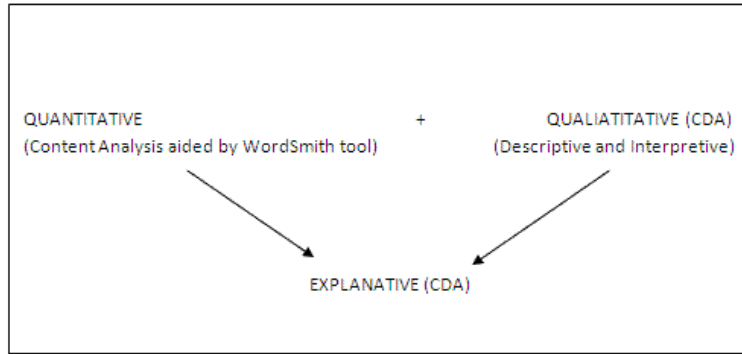 QUANTITATIVE + QUALIATITATIVE (CDA)
(Content Analysis aided by WordSmith tool) (Descriptive and Interpretive)
EXPLANATIVE (CDA)